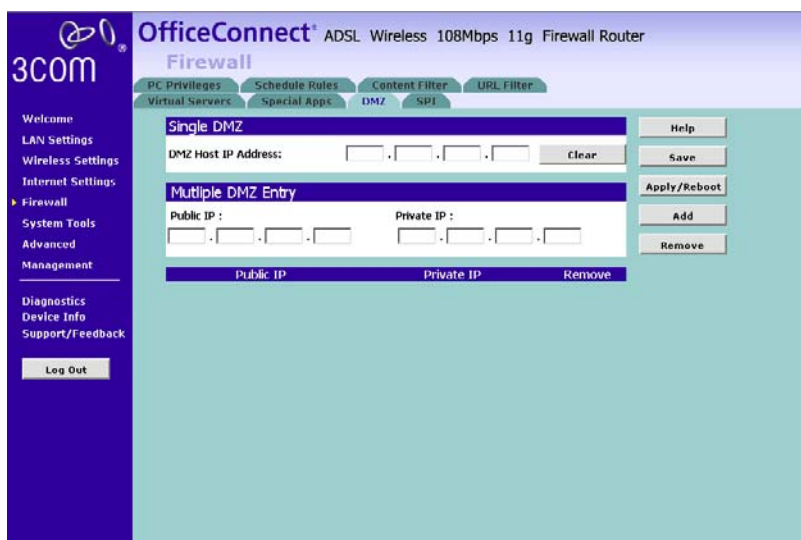 3COM
OfficeConnect ADSL Wireless 108Mbps 11g Firewall Router
Firewall
PC Privileges Schedule Rules Content Filter URL Filter
Virtual Servers Special Apps DMZ SPI
Welcome
LAN Settings
Wireless Settings
Internet Settings
Firewall
System Tools
Advanced
Management
Diagnostics
Device Info
Support/Feedback
Log Out
Single DMZ
DMZ Host IP Address: . . . Clear
Mutliple DMZ Entry
Public IP : Private IP :
. . . . . .
Public IP Private IP Remove
Help
Save
Apply/Reboot
Add
Remove